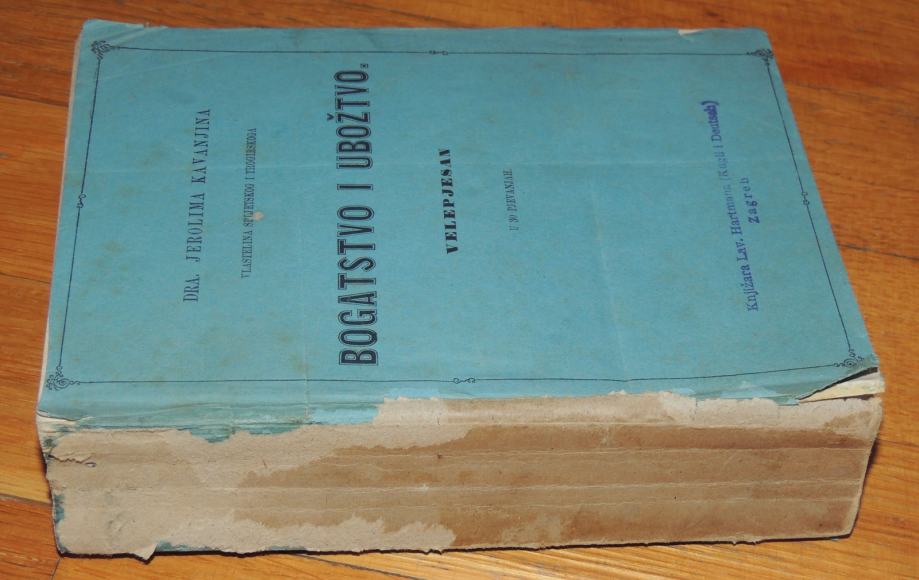 DRA. JEROLIMA KAVANJINA
VLASTELINA SPLJETSKOG I TROGIRSKOGA
BOGATSTVO I UBOŽTVO.
VELEPJESAN
U 30 PJEVANJAH.
Knjižara Lav. Hartmana (Kugli i Deutsch)
Zagreb